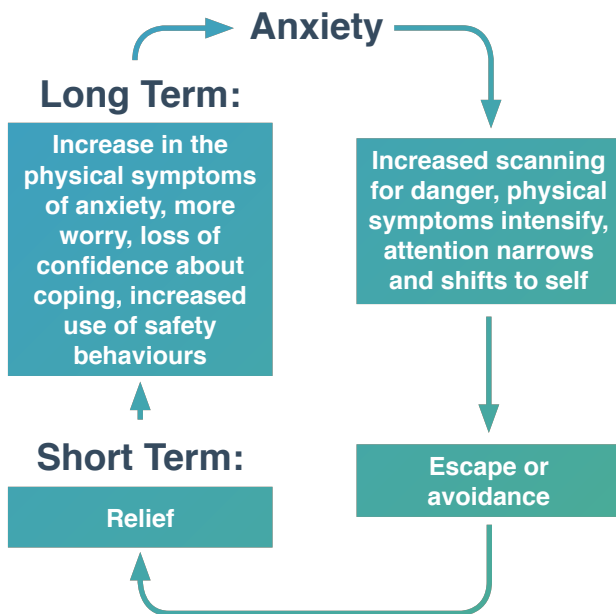 Anxiety
Long Term:
Increase in the
physical symptoms
of anxiety, more
worry, loss of
confidence about
coping, increased
use of safety
behaviours
Increased scanning
for danger, physical
symptoms intensify,
attention narrows
and shifts to self
Short Term:
Relief
Escape or
avoidance